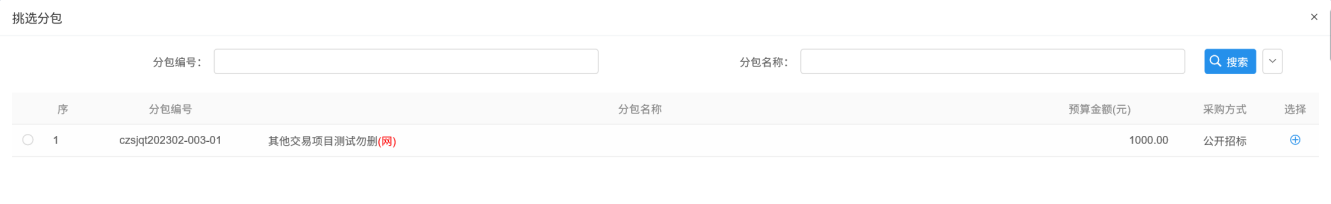 挑选分包 ×
分包编号： 分包名称： 搜索
序 分包编号 分包名称 预算金额(元) 采购方式 选择
1 czsjqt202302-003-01 其他交易项目测试勿删(网) 1000.00 公开招标